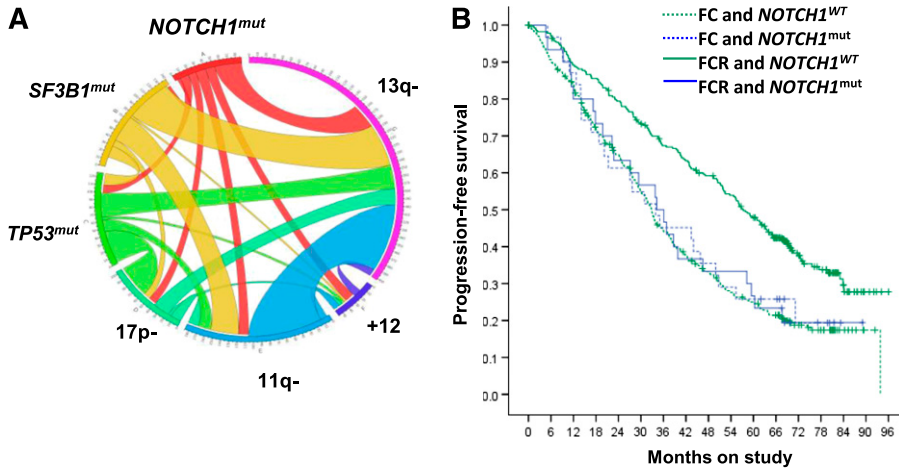 A
NOTCH1mut
SF3B1mut
13q-
TP53mut
17p-
+12
11q-
B
FC and NOTCH1WT
FC and NOTCH1mut
FCR and NOTCH1WT
FCR and NOTCH1mut
Progression-free survival
1.0
0.9
0.8
0.7
0.6
0.5
0.4
0.3
0.2
0.1
0.0
0 6 12 18 24 30 36 42 48 54 60 66 72 78 84 90 96
Months on study